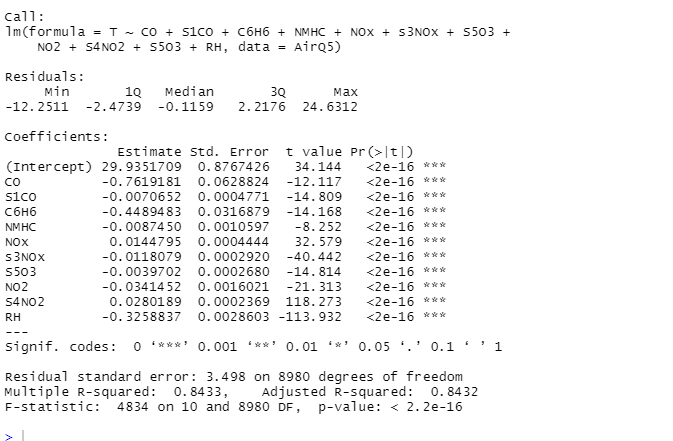 Call:
lm(formula = T ~ CO + S1CO + C6H6 + NMHC + NOx + s3NOx + S5O3 +
    NO2 + S4NO2 + S5O3 + RH, data = AirQ5)
Residuals:
     Min       1Q   Median       3Q      Max
-12.2511  -2.4739  -0.1159   2.2176  24.6312
Coefficients:
              Estimate Std. Error  t value Pr(>|t|)
(Intercept) 29.9351709  0.8767426   34.144   <2e-16 ***
CO          -0.7619181  0.0628824  -12.117   <2e-16 ***
S1CO        -0.0070652  0.0004771  -14.809   <2e-16 ***
C6H6        -0.4489483  0.0316879  -14.168   <2e-16 ***
NMHC        -0.0087450  0.0010597   -8.252   <2e-16 ***
NOx          0.0144795  0.0004444   32.579   <2e-16 ***
s3NOx       -0.0118079  0.0002920  -40.442   <2e-16 ***
S5O3        -0.0039702  0.0002680  -14.814   <2e-16 ***
NO2         -0.0341452  0.0016021  -21.313   <2e-16 ***
S4NO2        0.0280189  0.0002369  118.273   <2e-16 ***
RH          -0.3258837  0.0028603 -113.932   <2e-16 ***
---
Signif. codes:  0 ‘***’ 0.001 ‘**’ 0.01 ‘*’ 0.05 ‘.’ 0.1 ‘ ’ 1
Residual standard error: 3.498 on 8980 degrees of freedom
Multiple R-squared:  0.8433,    Adjusted R-squared:  0.8432
F-statistic:  4834 on 10 and 8980 DF,  p-value: < 2.2e-16
>